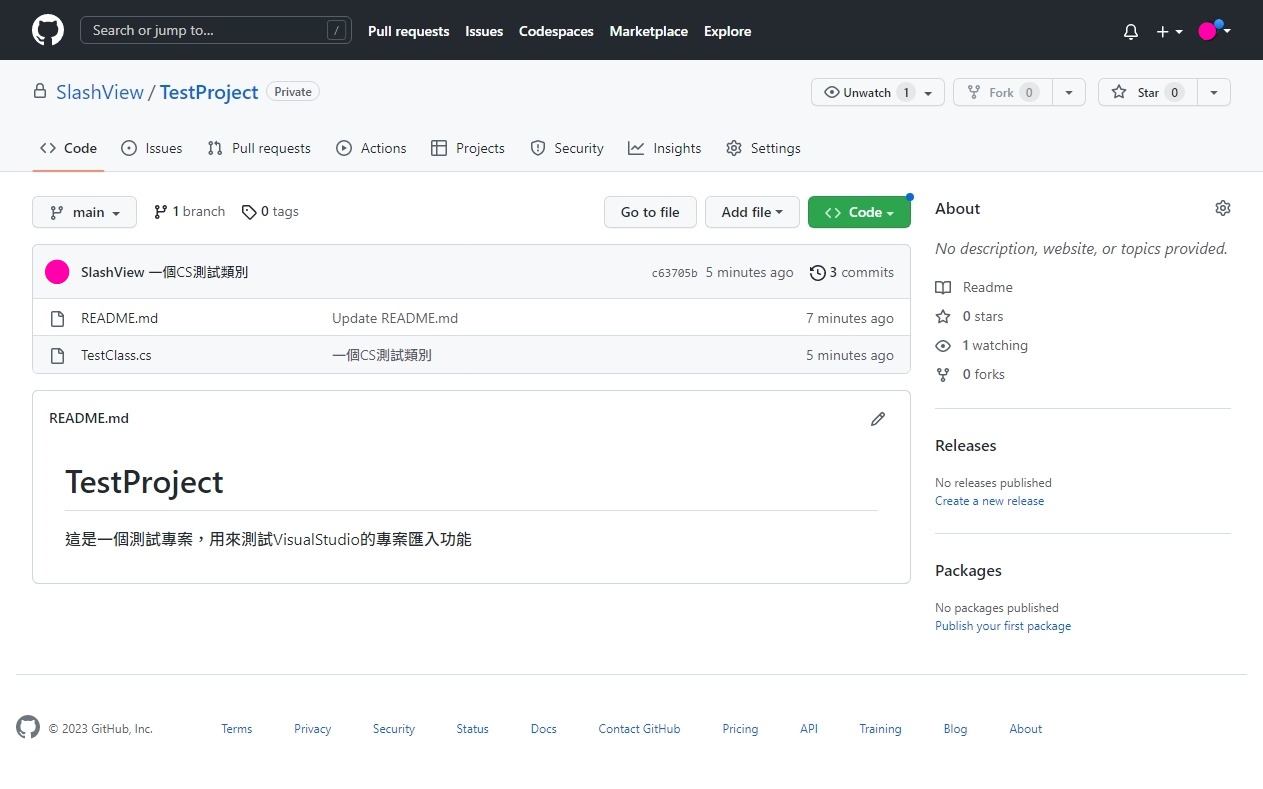 Search or jump to... /
Pull requests Issues Codespaces Marketplace Explore
SlashView / TestProject Private
Unwatch 1 Fork 0 Star 0
Code Issues Pull requests Actions Projects Security Insights Settings
main 1 branch 0 tags Go to file Add file Code
SlashView 一個CS測試類別 c63705b 5 minutes ago 3 commits
README.md Update README.md 7 minutes ago
TestClass.cs 一個CS測試類別 5 minutes ago
README.md
TestProject
這是一個測試專案，用來測試VisualStudio的專案匯入功能
About
No description, website, or topics provided.
Readme
0 stars
1 watching
0 forks
Releases
No releases published
Create a new release
Packages
No packages published
Publish your first package
© 2023 GitHub, Inc. Terms Privacy Security Status Docs Contact GitHub Pricing API Training Blog About